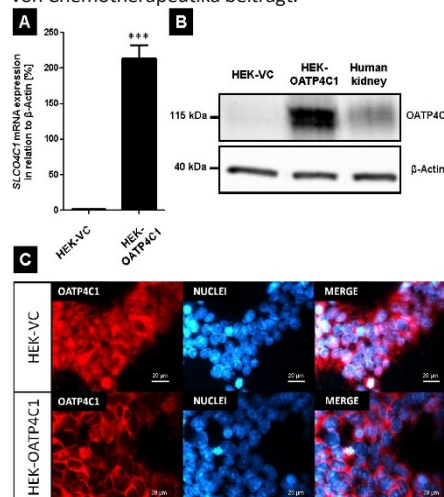 von Chemotherapeutika beiträgt.
A
SLCO4C1 mRNA expression
in relation to β-Actin [%]
250
200
150
100
50
0
***
HEK-VC
HEK-
OATP4C1
B
HEK-VC
HEK-
OATP4C1
Human
kidney
115 kDa
OATP4C
40 kDa
β-Actin
C
HEK-VC
OATP4C1
NUCLEI
MERGE
20 µm
20 µm
20 µm
HEK-OATP4C1
OATP4C1
NUCLEI
MERGE
20 µm
20 µm
20 µm